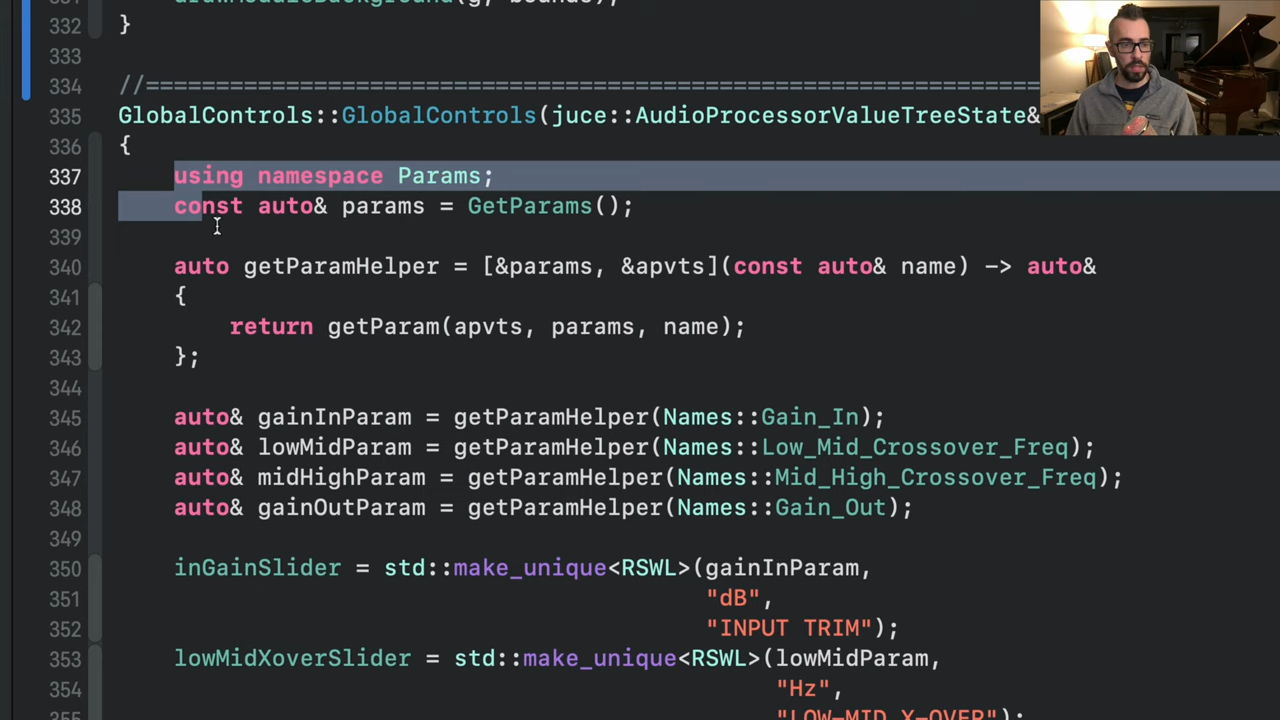 332 }
333
334 //================================================================
335 GlobalControls::GlobalControls(juce::AudioProcessorValueTreeState&
336 {
337 using namespace Params;
338 const auto& params = GetParams();
339
340 auto getParamHelper = [&params, &apvts](const auto& name) -> auto&
341 {
342 return getParam(apvts, params, name);
343 };
344
345 auto& gainInParam = getParamHelper(Names::Gain_In);
346 auto& lowMidParam = getParamHelper(Names::Low_Mid_Crossover_Freq);
347 auto& midHighParam = getParamHelper(Names::Mid_High_Crossover_Freq);
348 auto& gainOutParam = getParamHelper(Names::Gain_Out);
349
350 inGainSlider = std::make_unique<RSWL>(gainInParam,
351 "dB",
352 "INPUT TRIM");
353 lowMidXoverSlider = std::make_unique<RSWL>(lowMidParam,
354 "Hz",
355 "LOW-MID X-OVER");